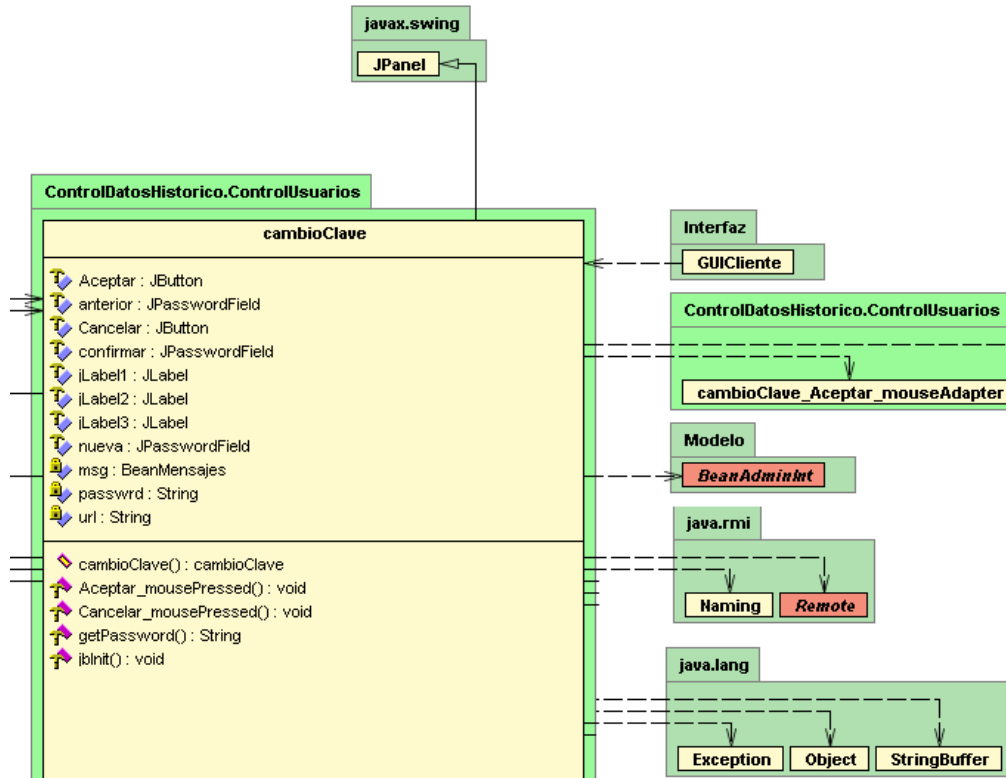 javax.swing
JPanel
ControlDatosHistorico.ControlUsuarios
cambioClave
Aceptar : JButton
anterior : JPasswordField
Cancelar : JButton
confirmar : JPasswordField
jLabel1 : JLabel
jLabel2 : JLabel
jLabel3 : JLabel
nueva : JPasswordField
msg : BeanMensajes
passwrd : String
url : String
cambioClave() : cambioClave
Aceptar_mousePressed() : void
Cancelar_mousePressed() : void
getPassword() : String
jbInit() : void
Interfaz
GUICliente
ControlDatosHistorico.ControlUsuarios
cambioClave_Aceptar_mouseAdapter
Modelo
BeanAdminInt
java.rmi
Naming Remote
java.lang
Exception Object StringBuffer